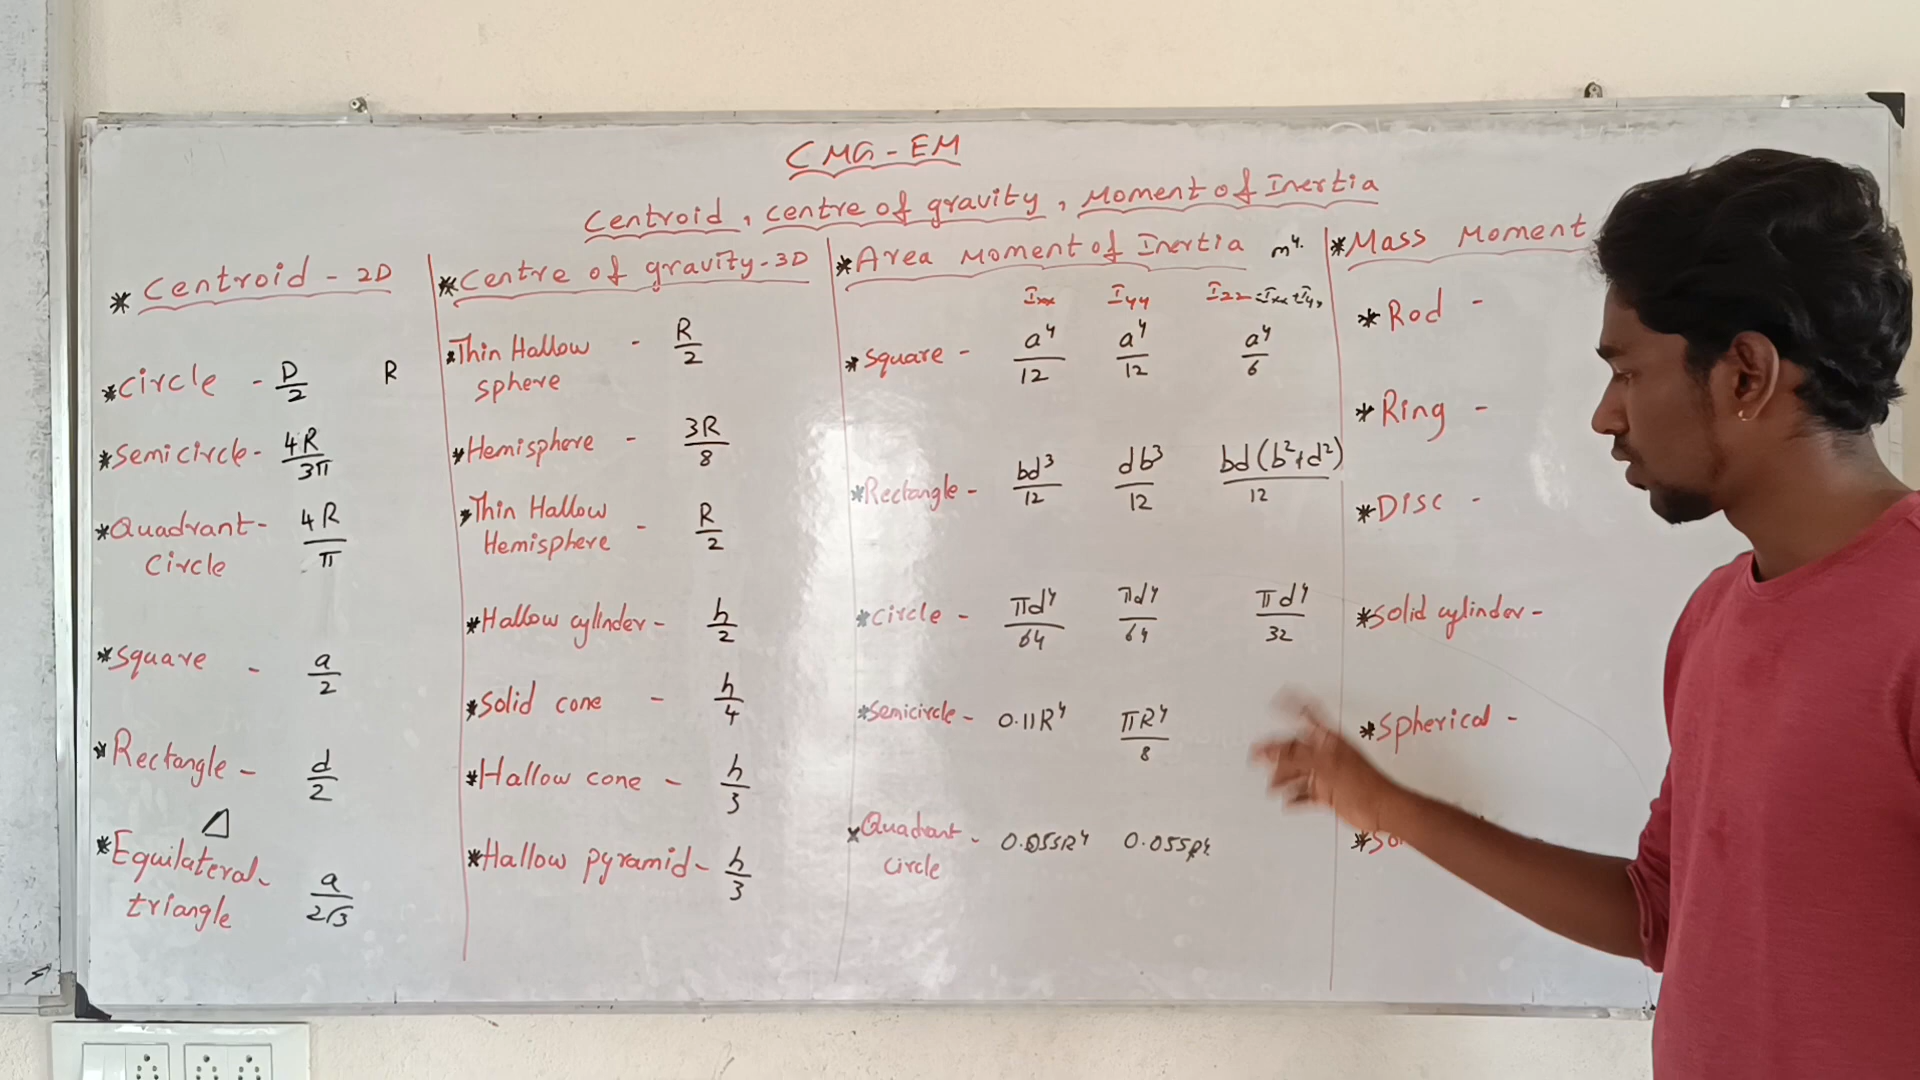 CMG-EM
Centroid, centre of gravity, Moment of Inertia
* Centroid - 2D
* circle - D/2 R
* semicircle - 4R/3π
* Quadrant - 4R/π
circle
* square - a/2
* Rectangle - d/2
* Equilateral - a/2√3
triangle
* Centre of gravity - 3D
* Thin Hallow - R/2
sphere
* Hemisphere - 3R/8
* Thin Hallow - R/2
Hemisphere
* Hallow cylinder - h/2
* Solid cone - h/4
* Hallow cone - h/3
* Hallow pyramid - h/3
* Area Moment of Inertia m⁴.
Ixx Iyy Izz = Ixx + Iyy
* square - a⁴/12 a⁴/12 a⁴/6
* Rectangle - bd³/12 db³/12 bd(b²+d²)/12
* circle - πd⁴/64 πd⁴/64 πd⁴/32
* Semicircle - 0.11R⁴ πR⁴/8
* Quadrant - 0.055R⁴ 0.055R⁴
circle
* Mass Moment
* Rod -
* Ring -
* Disc -
* Solid cylinder -
* Spherical -